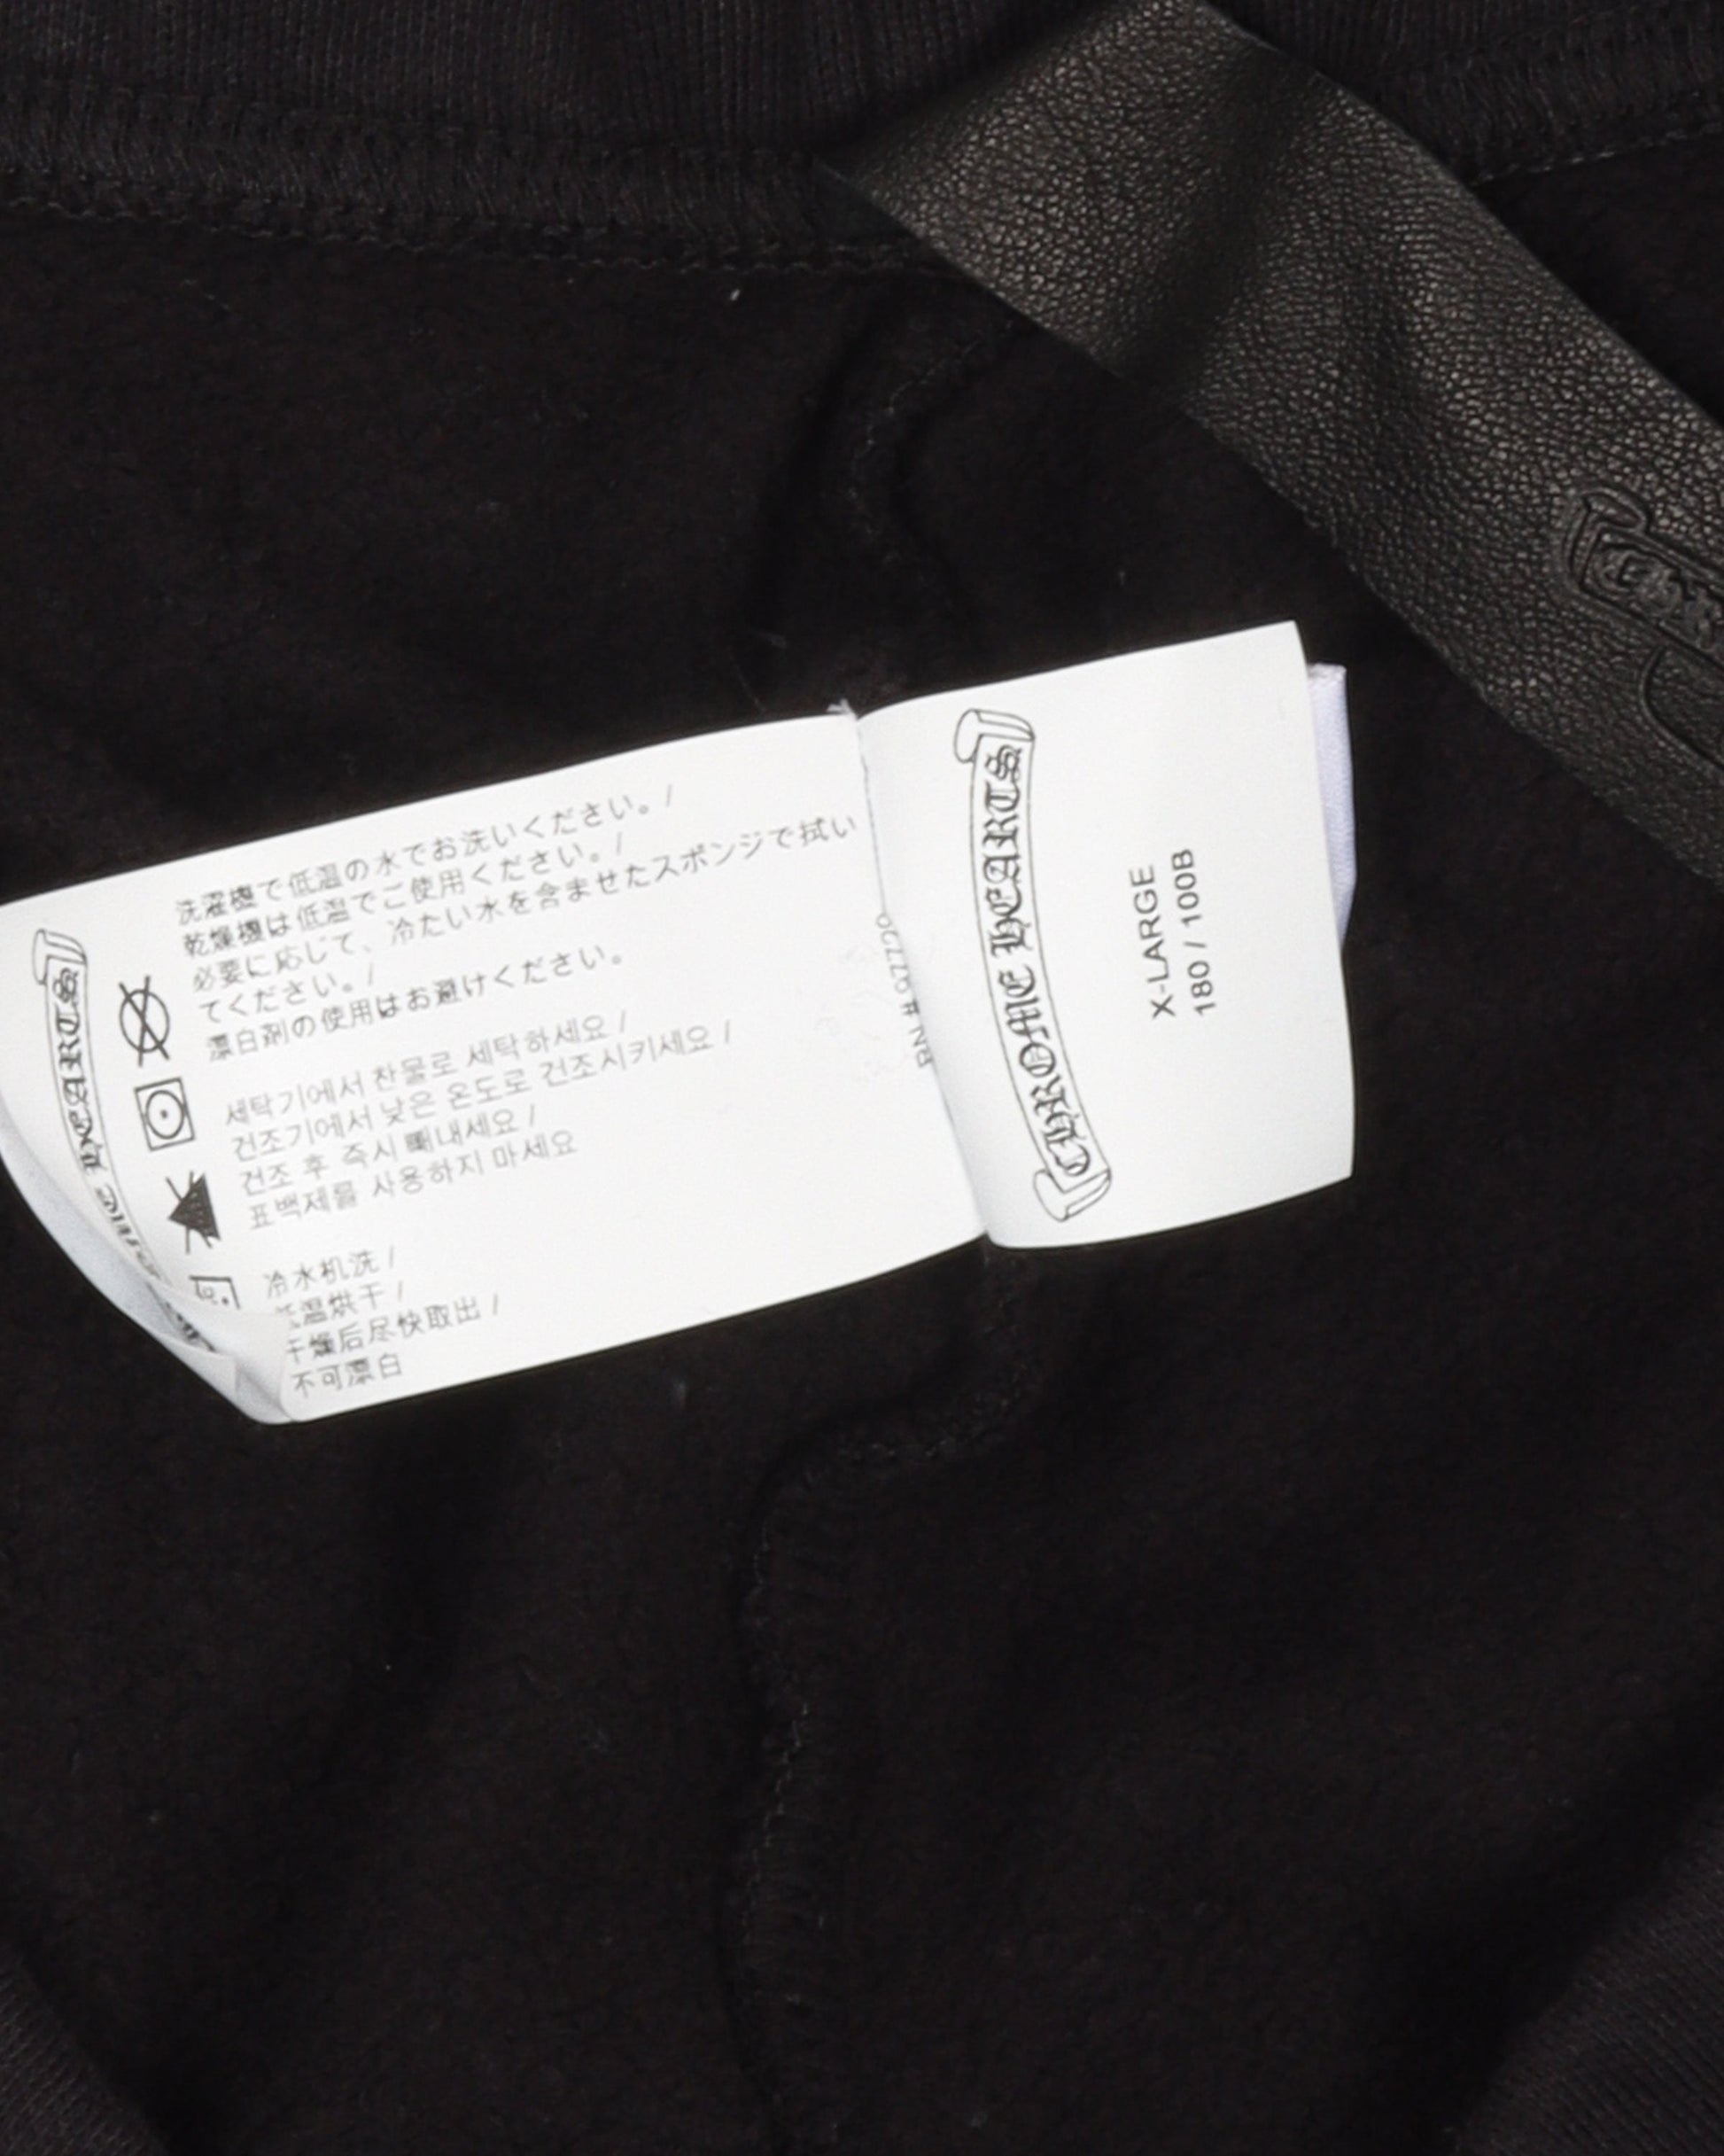 洗濯機で低温の水でお洗いください。/
乾燥機は低温でご使用ください。/
必要に応じて、冷たい水を含ませたスポンジで拭い
てください。/
漂白剤の使用はお避けください。
세탁기에서 찬물로 세탁하세요 /
건조기에서 낮은 온도로 건조시키세요 /
건조 후 즉시 빼내세요 /
표백제를 사용하지 마세요
冷水机洗 /
低温烘干 /
干燥后尽快取出 /
不可漂白
HEARTS
RN #
CHROME HEARTS
X-LARGE
180 / 100B